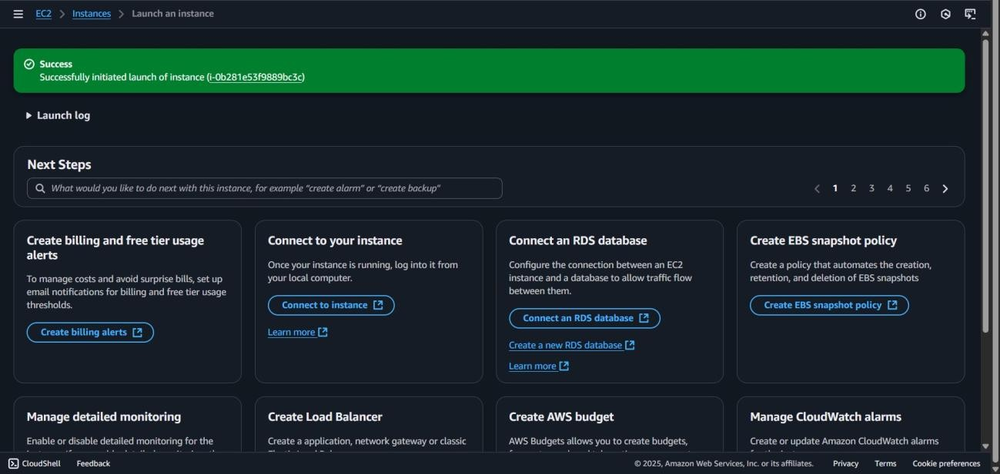 EC2 > Instances > Launch an instance
Success
Successfully initiated launch of instance (i-0b281e53f9889bc3c)
Launch log
Next Steps
What would you like to do next with this instance, for example “create alarm” or “create backup”
1 2 3 4 5 6
Create billing and free tier usage
alerts
To manage costs and avoid surprise bills, set up
email notifications for billing and free tier usage
thresholds.
Create billing alerts
Connect to your instance
Once your instance is running, log into it from
your local computer.
Connect to instance
Learn more
Connect an RDS database
Configure the connection between an EC2
instance and a database to allow traffic flow
between them.
Connect an RDS database
Create a new RDS database
Learn more
Create EBS snapshot policy
Create a policy that automates the creation,
retention, and deletion of EBS snapshots
Create EBS snapshot policy
Manage detailed monitoring
Enable or disable detailed monitoring for the
Create Load Balancer
Create a application, network gateway or classic
Create AWS budget
AWS Budgets allows you to create budgets,
Manage CloudWatch alarms
Create or update Amazon CloudWatch alarms
CloudShell Feedback © 2025, Amazon Web Services, Inc. or its affiliates. Privacy Terms Cookie preferences